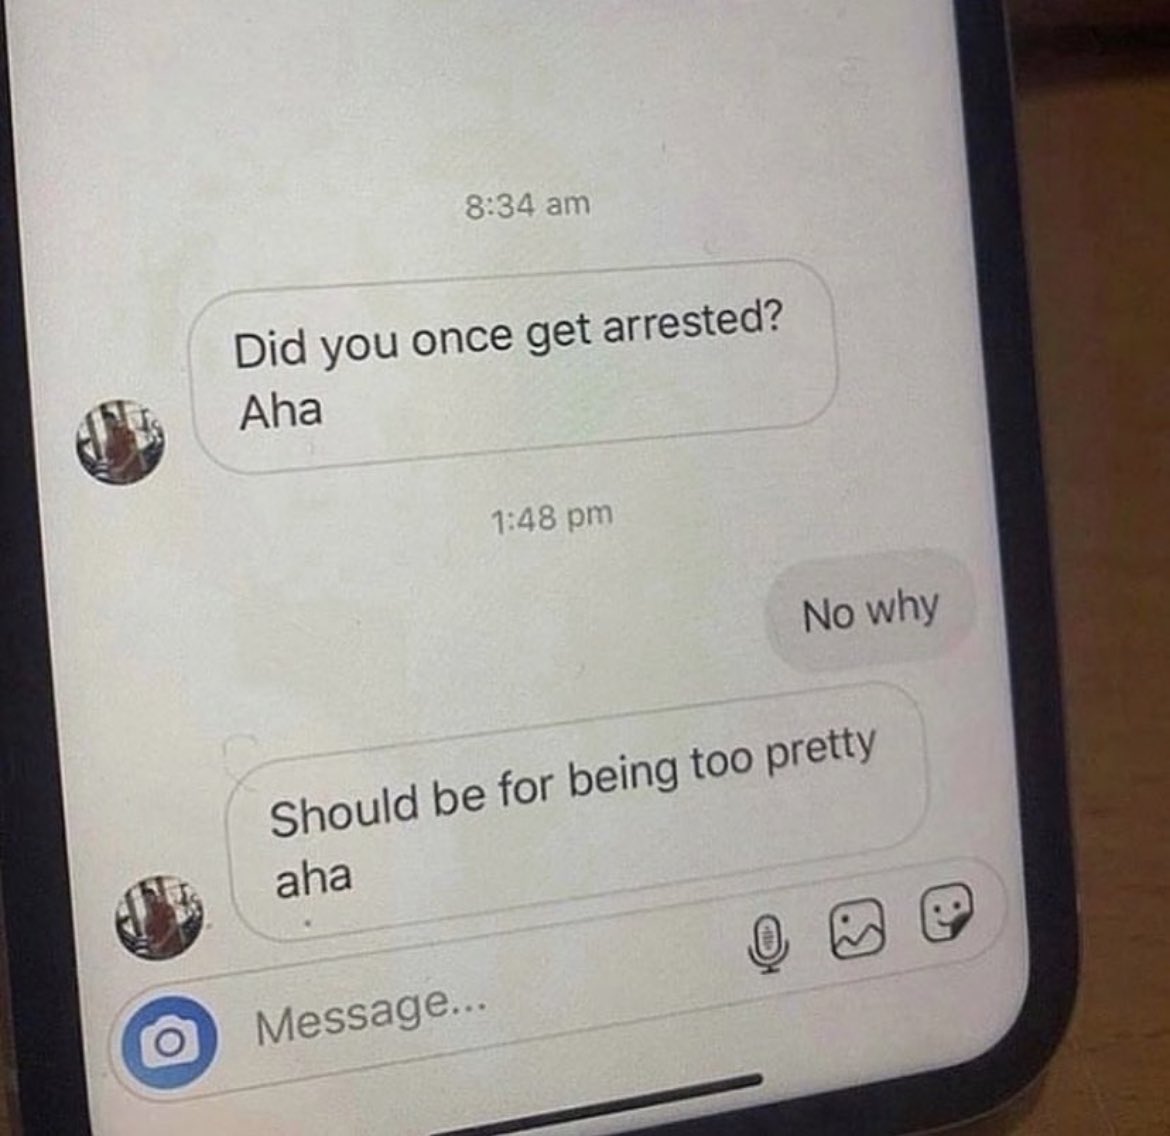 8:34 am
Did you once get arrested?
Aha
1:48 pm
No why
Should be for being too pretty
aha
Message...